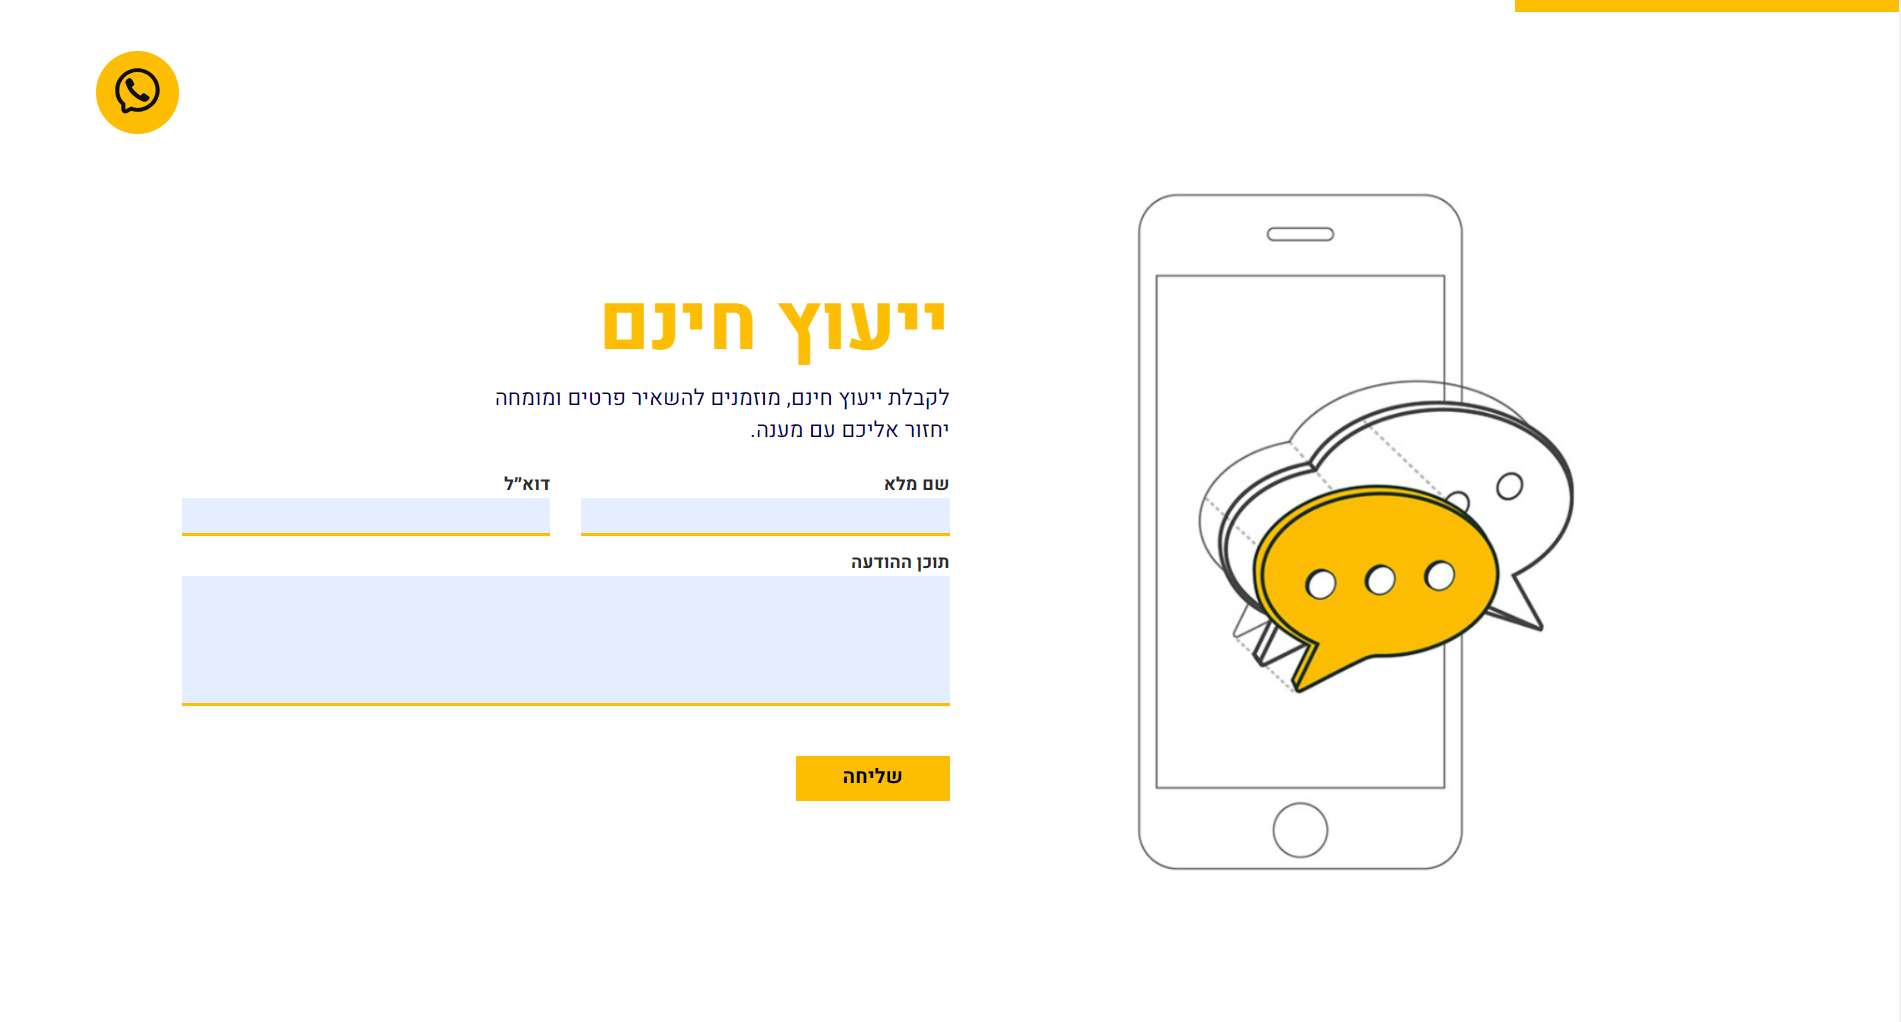 ייעוץ חינם
לקבלת ייעוץ חינם, מוזמנים להשאיר פרטים ומומחה
יחזור אליכם עם מענה.
שם מלא
דוא״ל
תוכן ההודעה
שליחה